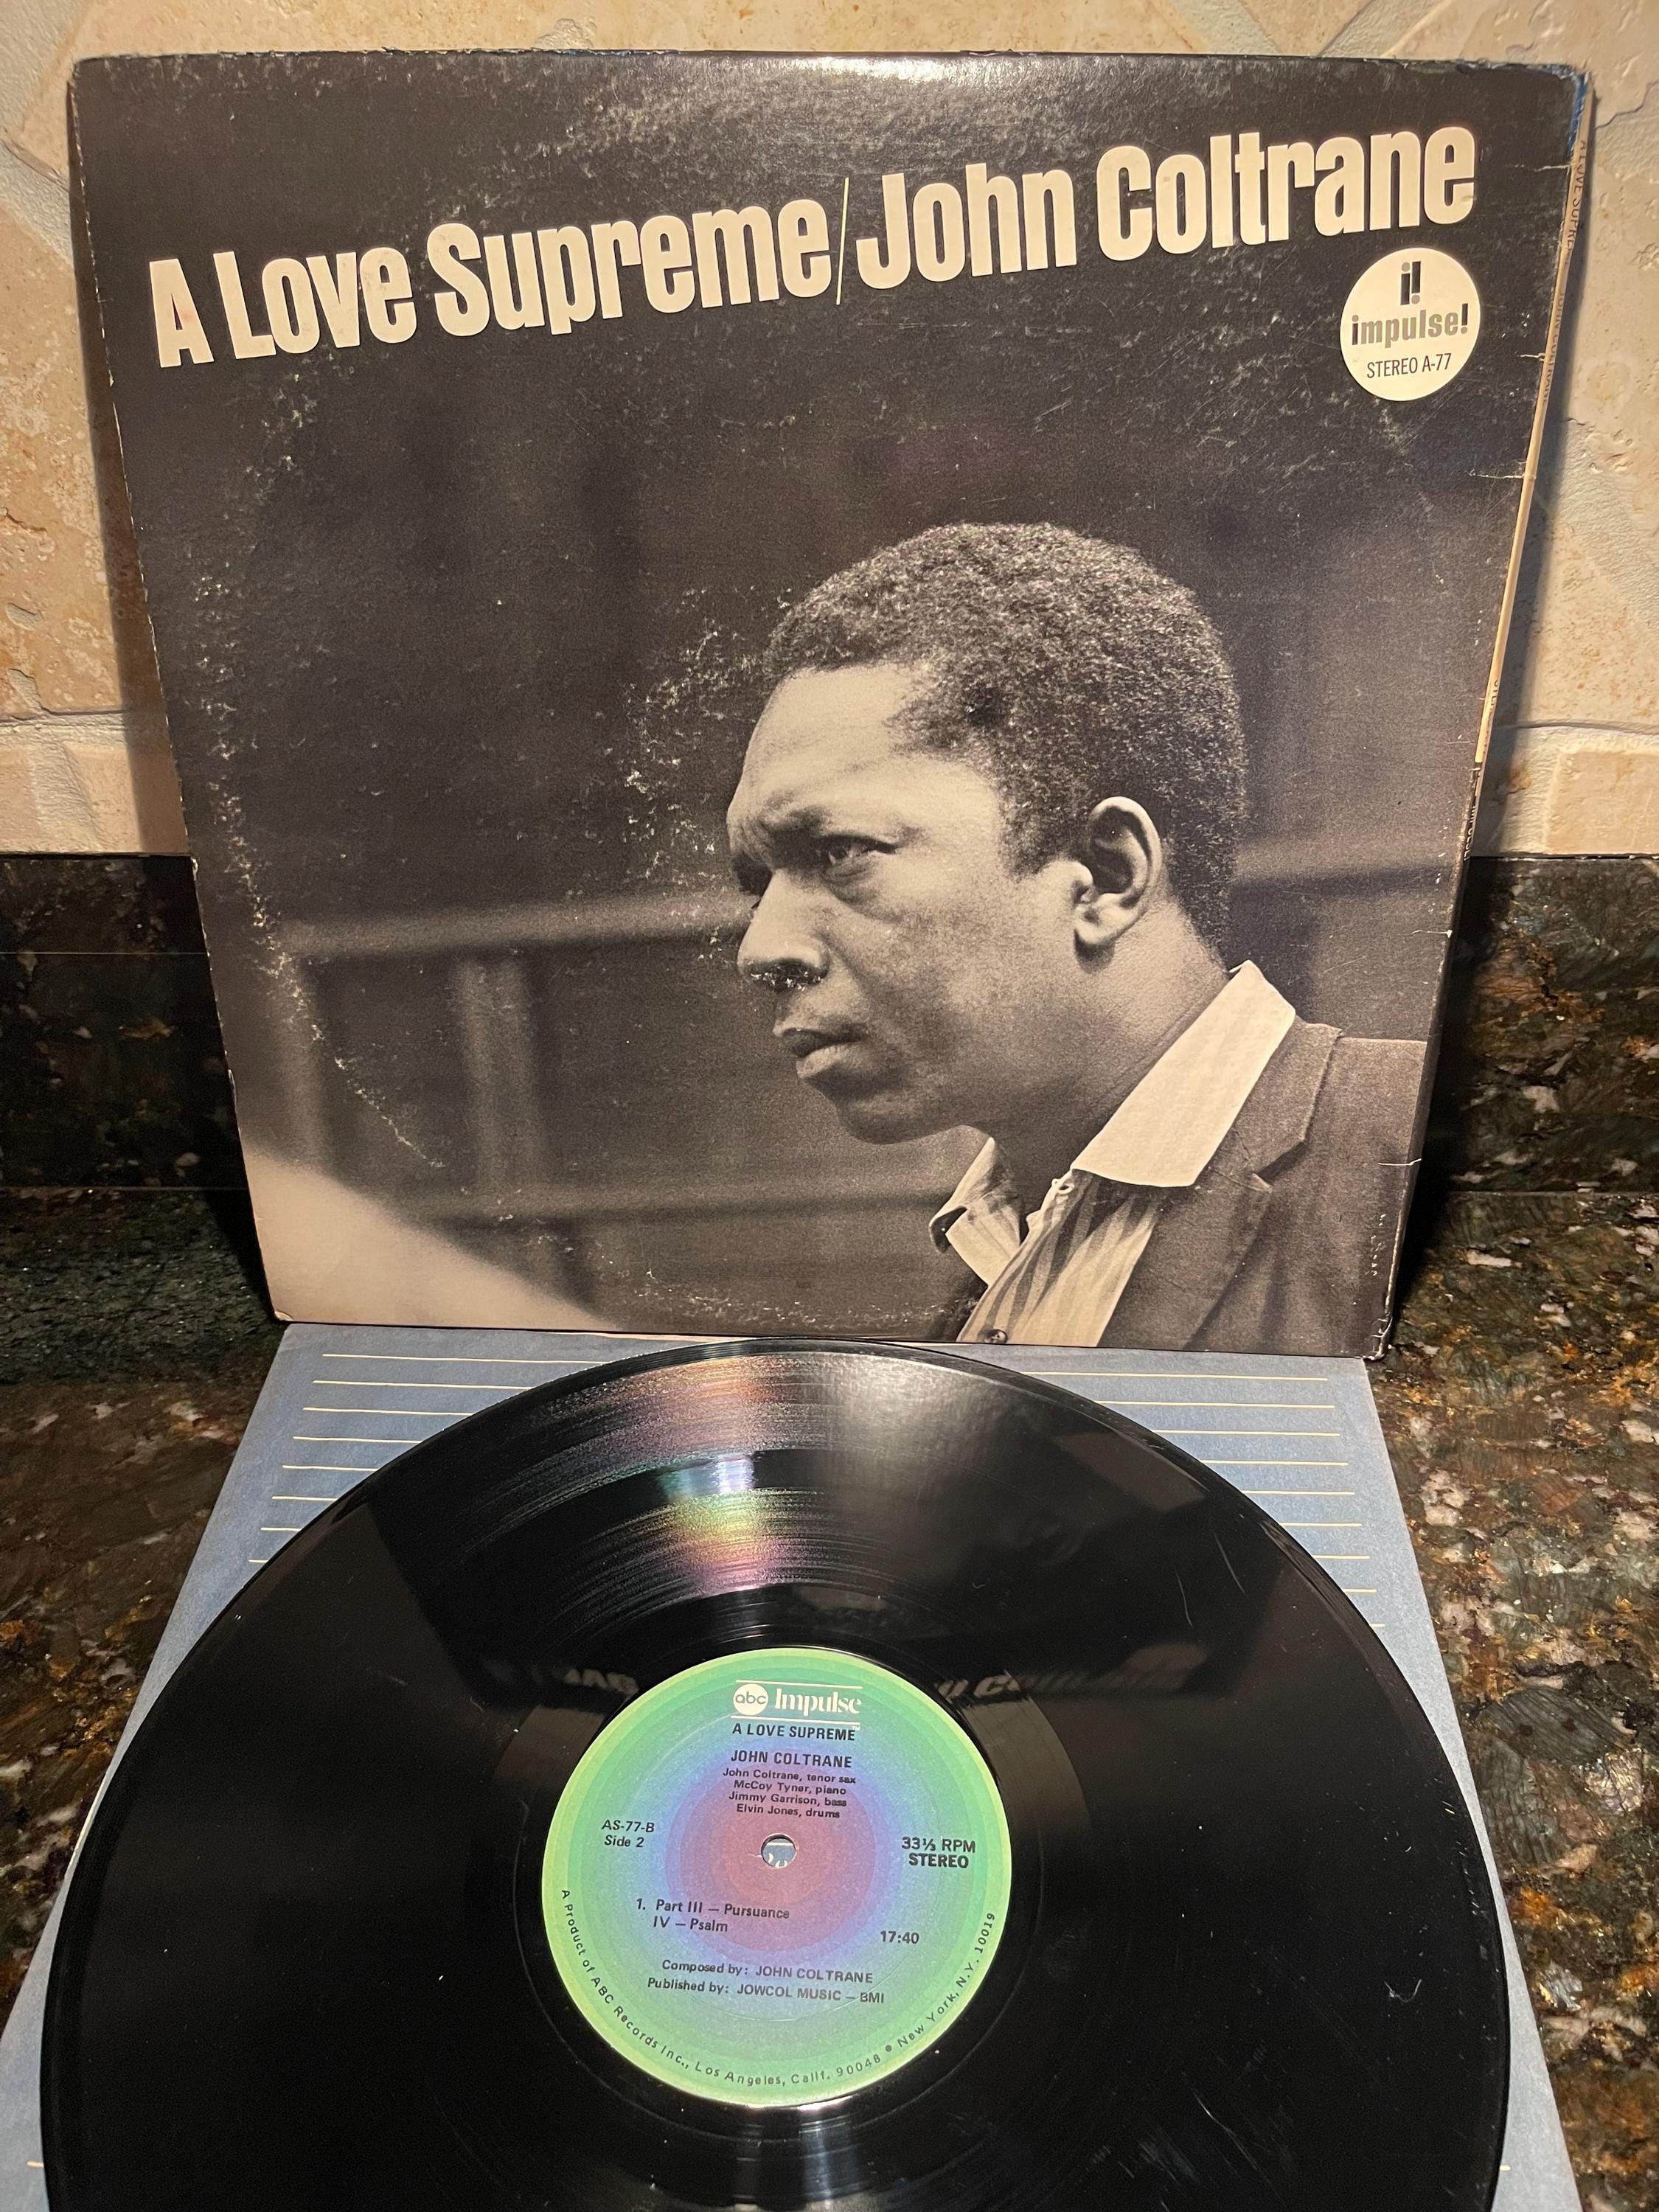 A Love Supreme/John Coltrane
i!
impulse!
STEREO A-77
A LOVE SUPREME
abc Impulse
A LOVE SUPREME
JOHN COLTRANE
John Coltrane, tenor sax
McCoy Tyner, piano
Jimmy Garrison, bass
Elvin Jones, drums
AS-77-B
Side 2
33⅓ RPM
STEREO
1. Part III — Pursuance
IV — Psalm
17:40
Composed by: JOHN COLTRANE
Published by: JOWCOL MUSIC — BMI
A Product of ABC Records Inc., Los Angeles, Calif. 90048 • New York, N.Y. 10019